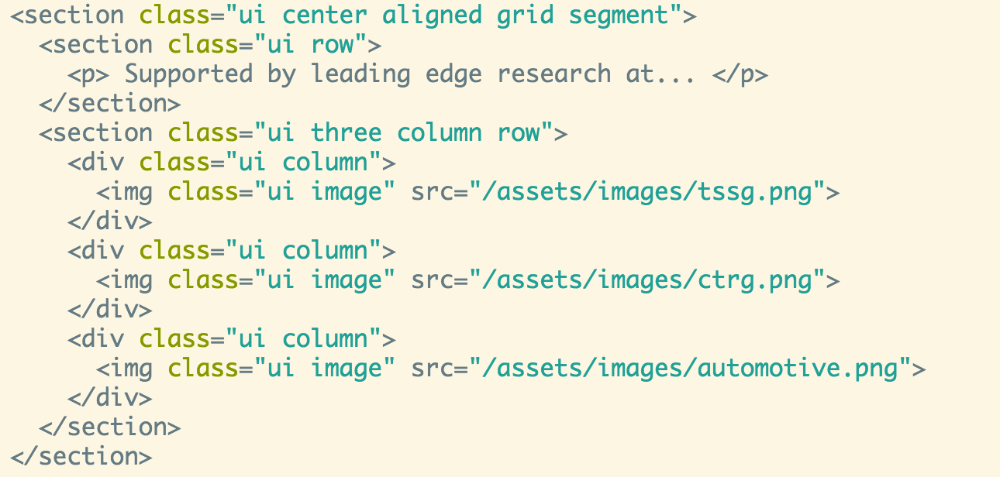 <section class="ui center aligned grid segment">
  <section class="ui row">
    <p> Supported by leading edge research at... </p>
  </section>
  <section class="ui three column row">
    <div class="ui column">
      <img class="ui image" src="/assets/images/tssg.png">
    </div>
    <div class="ui column">
      <img class="ui image" src="/assets/images/ctrg.png">
    </div>
    <div class="ui column">
      <img class="ui image" src="/assets/images/automotive.png">
    </div>
  </section>
</section>